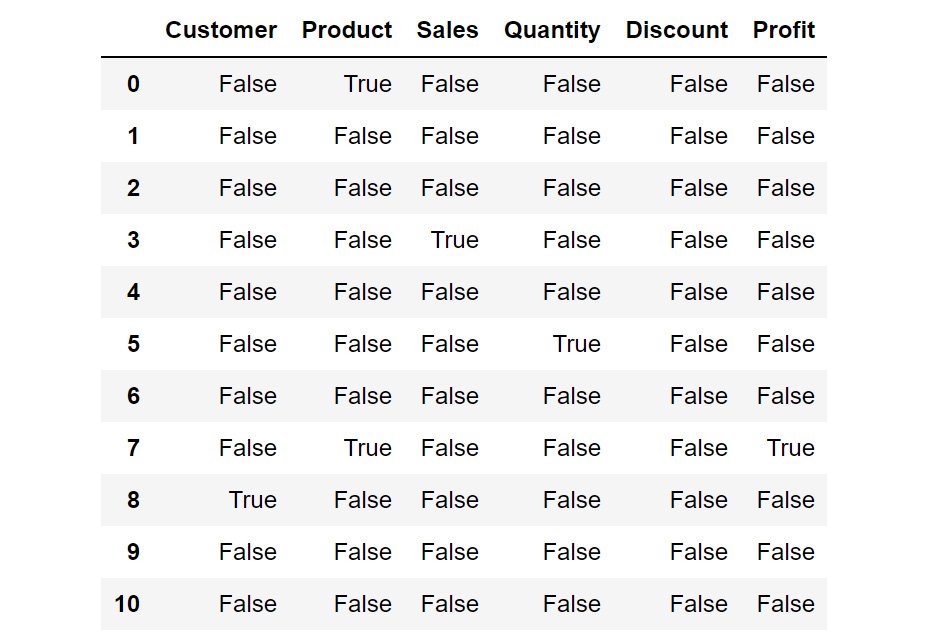 Customer Product Sales Quantity Discount Profit
0 False True False False False False
1 False False False False False False
2 False False False False False False
3 False False True False False False
4 False False False False False False
5 False False False True False False
6 False False False False False False
7 False True False False False True
8 True False False False False False
9 False False False False False False
10 False False False False False False